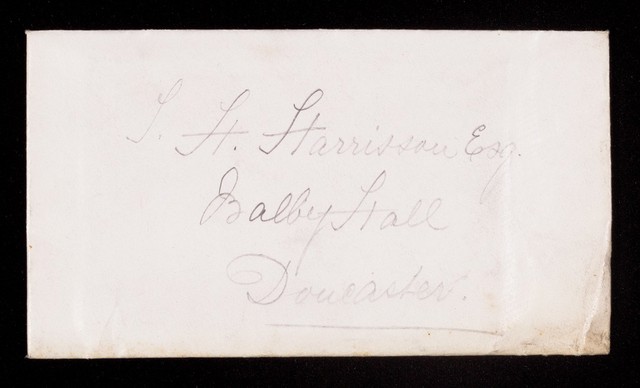 S. H. Harrisson Esq.
Balby Hall
Doncaster.